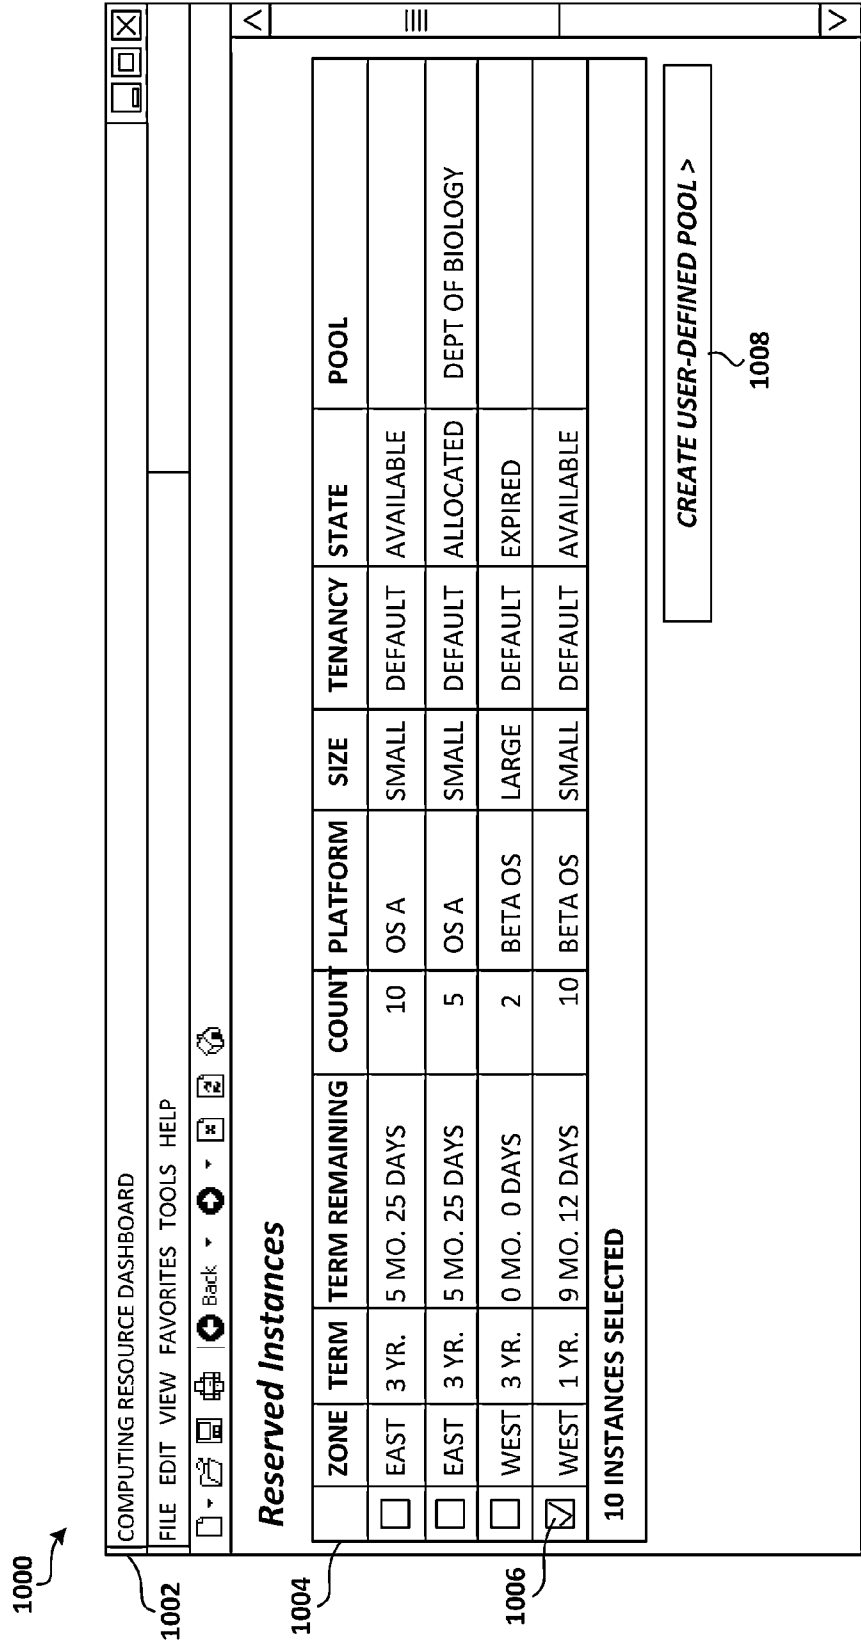 1000
1002
COMPUTING RESOURCE DASHBOARD
FILE EDIT VIEW FAVORITES TOOLS HELP
Back
Reserved Instances
1004
ZONE TERM TERM REMAINING COUNT PLATFORM SIZE TENANCY STATE POOL
EAST 3 YR. 5 MO. 25 DAYS 10 OS A SMALL DEFAULT AVAILABLE
EAST 3 YR. 5 MO. 25 DAYS 5 OS A SMALL DEFAULT ALLOCATED DEPT OF BIOLOGY
WEST 3 YR. 0 MO. 0 DAYS 2 BETA OS LARGE DEFAULT EXPIRED
1006
WEST 1 YR. 9 MO. 12 DAYS 10 BETA OS SMALL DEFAULT AVAILABLE
10 INSTANCES SELECTED
CREATE USER-DEFINED POOL >
1008